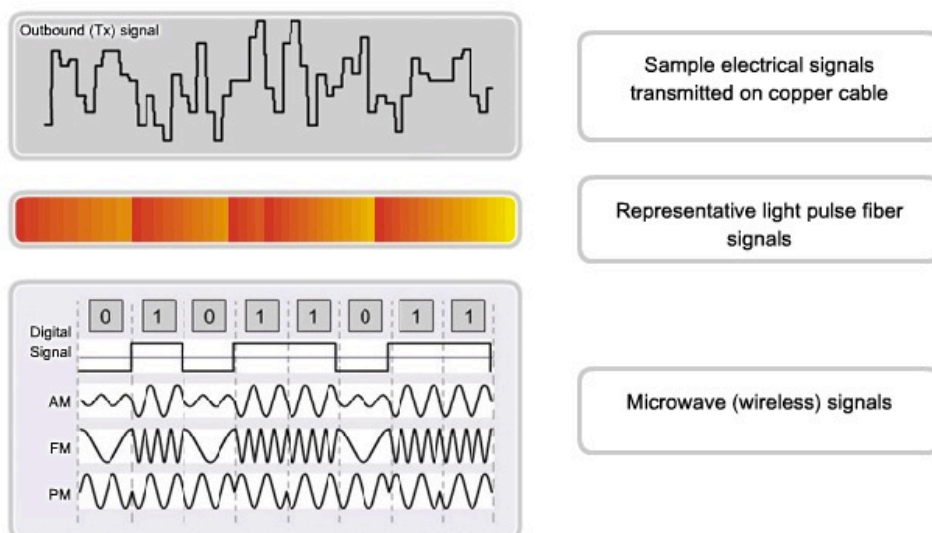 Outbound (Tx) signal
Sample electrical signals
transmitted on copper cable
Representative light pulse fiber
signals
0 1 0 1 1 0 1 1
Digital
Signal
AM
FM
PM
Microwave (wireless) signals